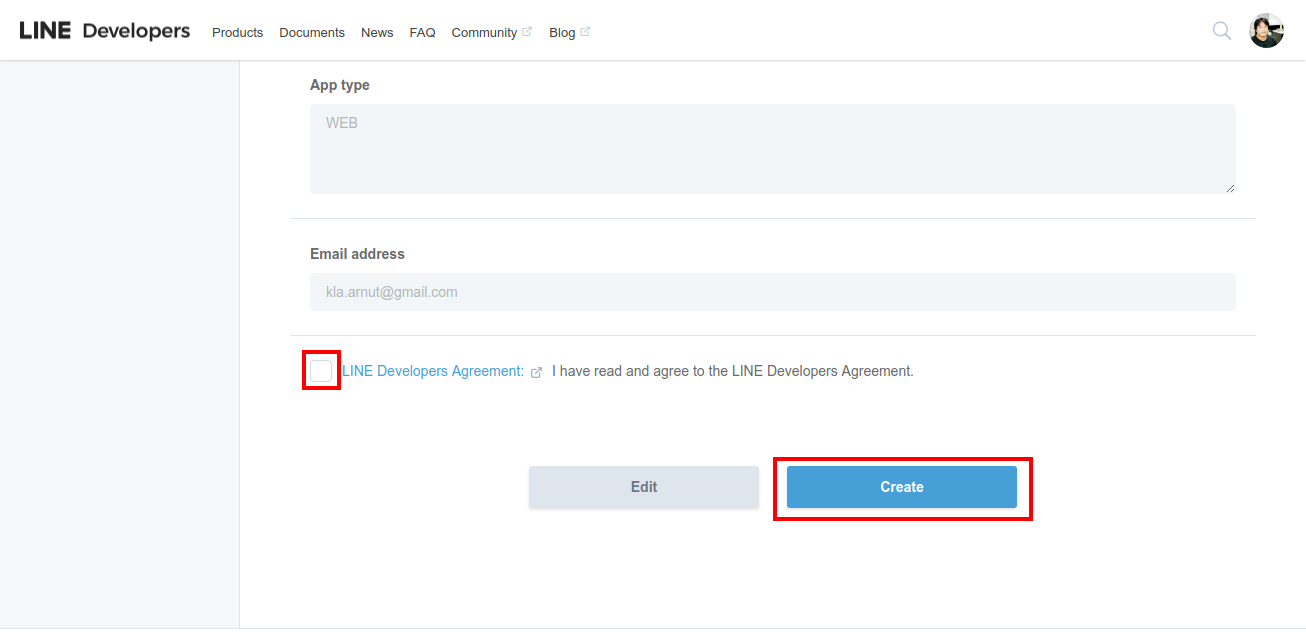 LINE Developers Products Documents News FAQ Community Blog
App type
WEB
Email address
kla.arnut@gmail.com
LINE Developers Agreement: I have read and agree to the LINE Developers Agreement.
Edit Create